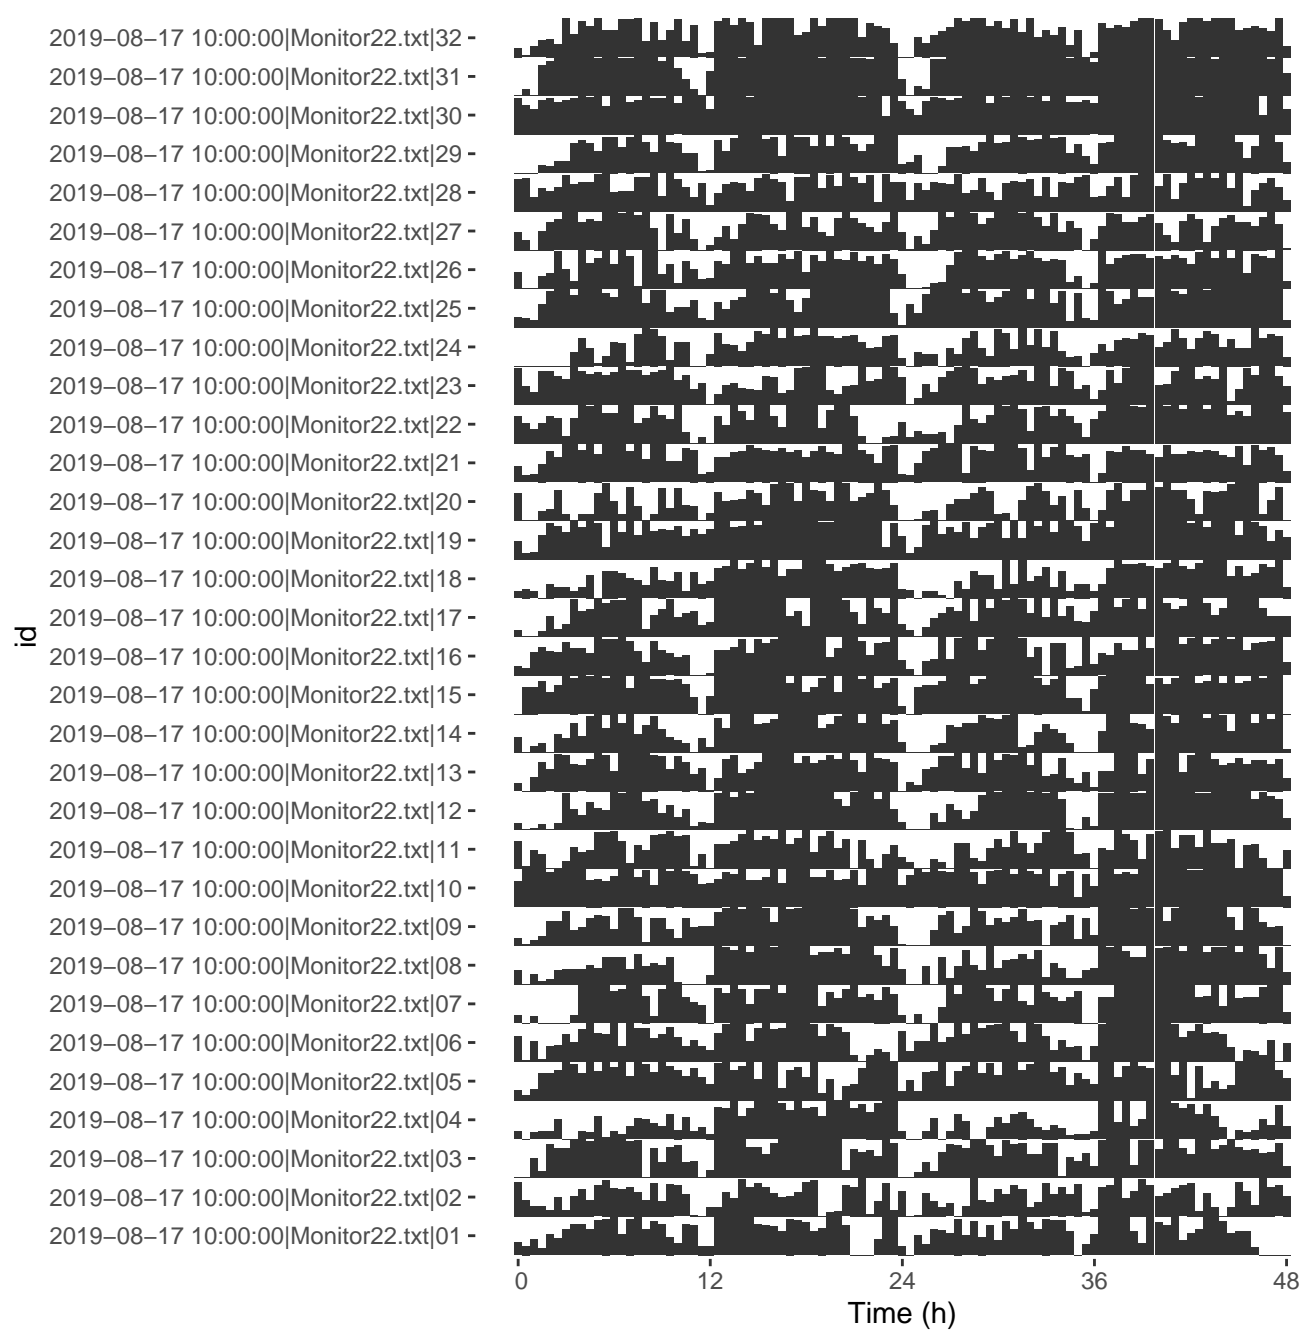 2019−08−17 10:00:00|Monitor22.txt|32
2019−08−17 10:00:00|Monitor22.txt|31
2019−08−17 10:00:00|Monitor22.txt|30
2019−08−17 10:00:00|Monitor22.txt|29
2019−08−17 10:00:00|Monitor22.txt|28
2019−08−17 10:00:00|Monitor22.txt|27
2019−08−17 10:00:00|Monitor22.txt|26
2019−08−17 10:00:00|Monitor22.txt|25
2019−08−17 10:00:00|Monitor22.txt|24
2019−08−17 10:00:00|Monitor22.txt|23
2019−08−17 10:00:00|Monitor22.txt|22
2019−08−17 10:00:00|Monitor22.txt|21
2019−08−17 10:00:00|Monitor22.txt|20
2019−08−17 10:00:00|Monitor22.txt|19
2019−08−17 10:00:00|Monitor22.txt|18
2019−08−17 10:00:00|Monitor22.txt|17
2019−08−17 10:00:00|Monitor22.txt|16
2019−08−17 10:00:00|Monitor22.txt|15
2019−08−17 10:00:00|Monitor22.txt|14
2019−08−17 10:00:00|Monitor22.txt|13
2019−08−17 10:00:00|Monitor22.txt|12
2019−08−17 10:00:00|Monitor22.txt|11
2019−08−17 10:00:00|Monitor22.txt|10
2019−08−17 10:00:00|Monitor22.txt|09
2019−08−17 10:00:00|Monitor22.txt|08
2019−08−17 10:00:00|Monitor22.txt|07
2019−08−17 10:00:00|Monitor22.txt|06
2019−08−17 10:00:00|Monitor22.txt|05
2019−08−17 10:00:00|Monitor22.txt|04
2019−08−17 10:00:00|Monitor22.txt|03
2019−08−17 10:00:00|Monitor22.txt|02
2019−08−17 10:00:00|Monitor22.txt|01
id
0 12 24 36 48
Time (h)